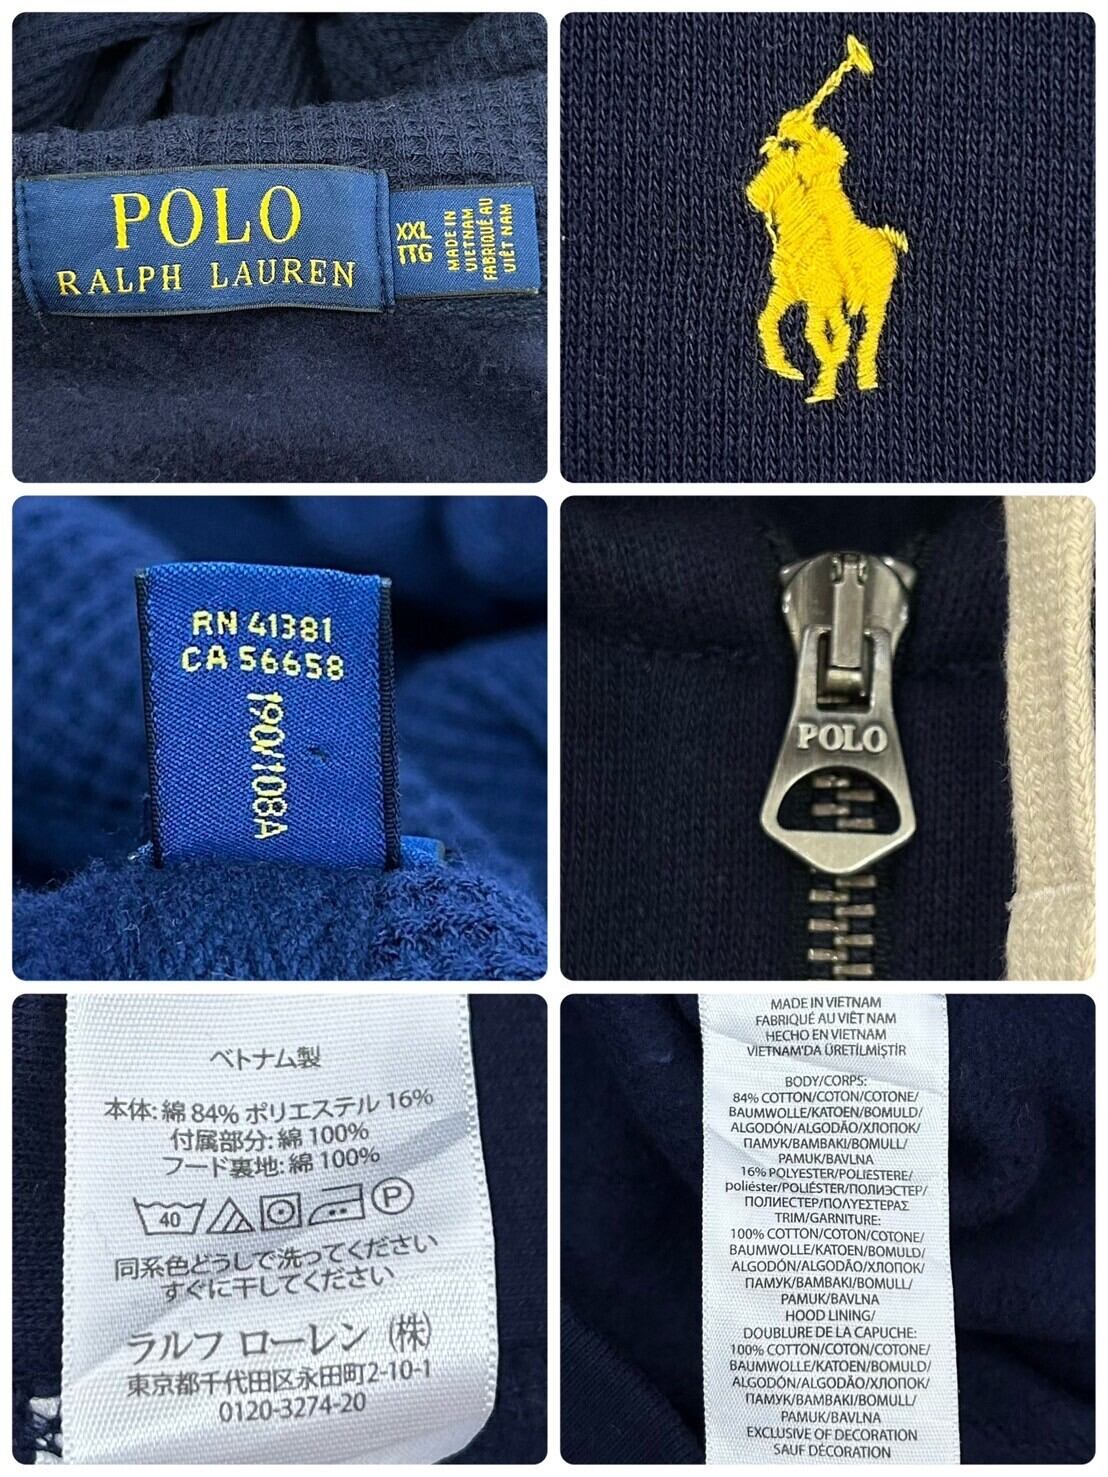 POLO
RALPH LAUREN
XXL
TTG
MADE IN
VIETNAM
FABRIQUÉ AU
VIÊT NAM
RN 41381
CA 56658
190/108A
POLO
ベトナム製
本体: 綿 84% ポリエステル 16%
付属部分: 綿 100%
フード裏地: 綿 100%
40
P
同系色どうしで洗ってください
すぐに干してください
ラルフ ローレン (株)
東京都千代田区永田町2-10-1
0120-3274-20
MADE IN VIETNAM
FABRIQUÉ AU VIÊT NAM
HECHO EN VIETNAM
VIETNAM'DA ÜRETİLMİŞTİR
BODY/CORPS:
84% COTTON/COTON/COTONE/
BAUMWOLLE/KATOEN/BOMULD/
ALGODÓN/ALGODÃO/ХЛОПОК/
ΠΑΜΥΚ/BAMBAKI/BOMULL/
PAMUK/BAVLNA
16% POLYESTER/POLIESTERE/
poliéster/POLIÉSTER/ПОЛИЭСТЕР/
ПОЛИЕСТЕР/ΠΟΛΥΕΣΤΕΡΑΣ
TRIM/GARNITURE:
100% COTTON/COTON/COTONE/
BAUMWOLLE/KATOEN/BOMULD/
ALGODÓN/ALGODÃO/ХЛОПОК/
ΠΑΜΥΚ/BAMBAKI/BOMULL/
PAMUK/BAVLNA
HOOD LINING/
DOUBLURE DE LA CAPUCHE:
100% COTTON/COTON/COTONE/
BAUMWOLLE/KATOEN/BOMULD/
ALGODÓN/ALGODÃO/ХЛОПОК/
ΠΑΜΥΚ/BAMBAKI/BOMULL/
PAMUK/BAVLNA
EXCLUSIVE OF DECORATION
SAUF DÉCORATION